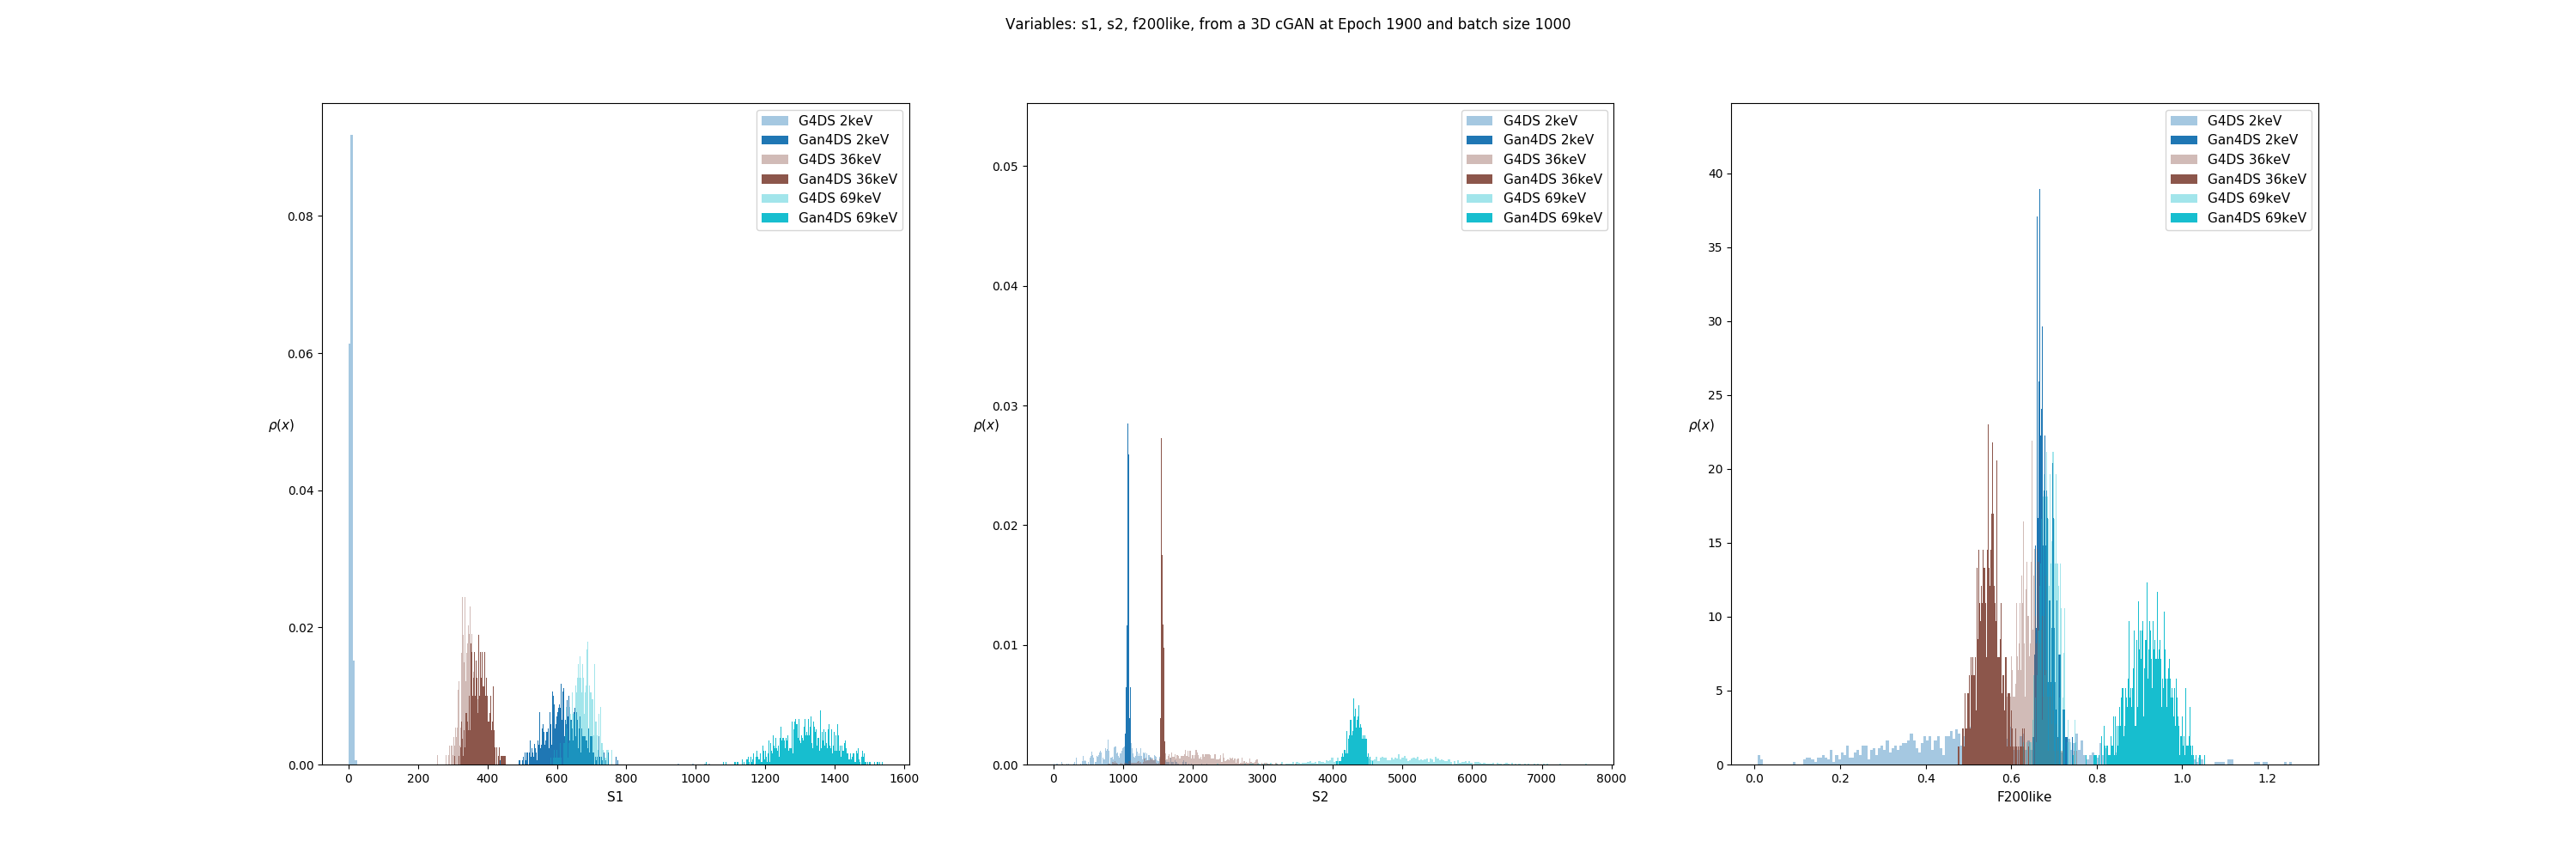 Variables: s1, s2, f200like, from a 3D cGAN at Epoch 1900 and batch size 1000
G4DS 2keV
Gan4DS 2keV
G4DS 36keV
Gan4DS 36keV
G4DS 69keV
Gan4DS 69keV
0.08
0.06
ρ(x)
0.04
0.02
0.00
0 200 400 600 800 1000 1200 1400 1600
S1
G4DS 2keV
Gan4DS 2keV
G4DS 36keV
Gan4DS 36keV
G4DS 69keV
Gan4DS 69keV
0.05
0.04
0.03
ρ(x)
0.02
0.01
0.00
0 1000 2000 3000 4000 5000 6000 7000 8000
S2
G4DS 2keV
Gan4DS 2keV
G4DS 36keV
Gan4DS 36keV
G4DS 69keV
Gan4DS 69keV
40
35
30
25
ρ(x)
20
15
10
5
0
0.0 0.2 0.4 0.6 0.8 1.0 1.2
F200like